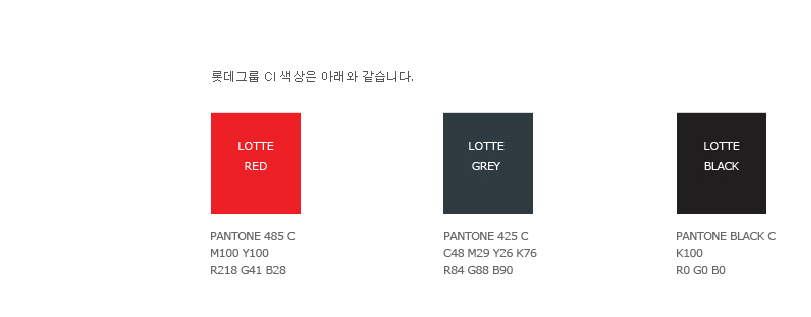 롯데그룹 CI 색상은 아래와 같습니다.
LOTTE
RED
LOTTE
GREY
LOTTE
BLACK
PANTONE 485 C
M100 Y100
R218 G41 B28
PANTONE 425 C
C48 M29 Y26 K76
R84 G88 B90
PANTONE BLACK C
K100
R0 G0 B0